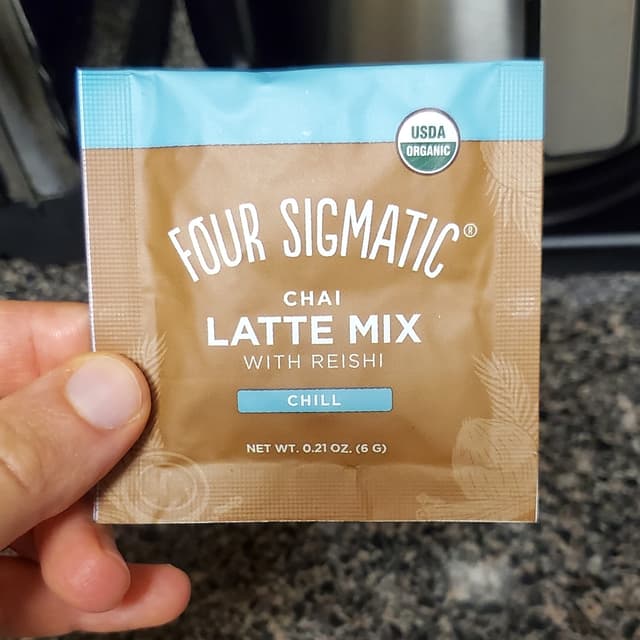 USDA
ORGANIC
FOUR SIGMATIC®
CHAI
LATTE MIX
WITH REISHI
CHILL
NET WT. 0.21 OZ. (6 G)